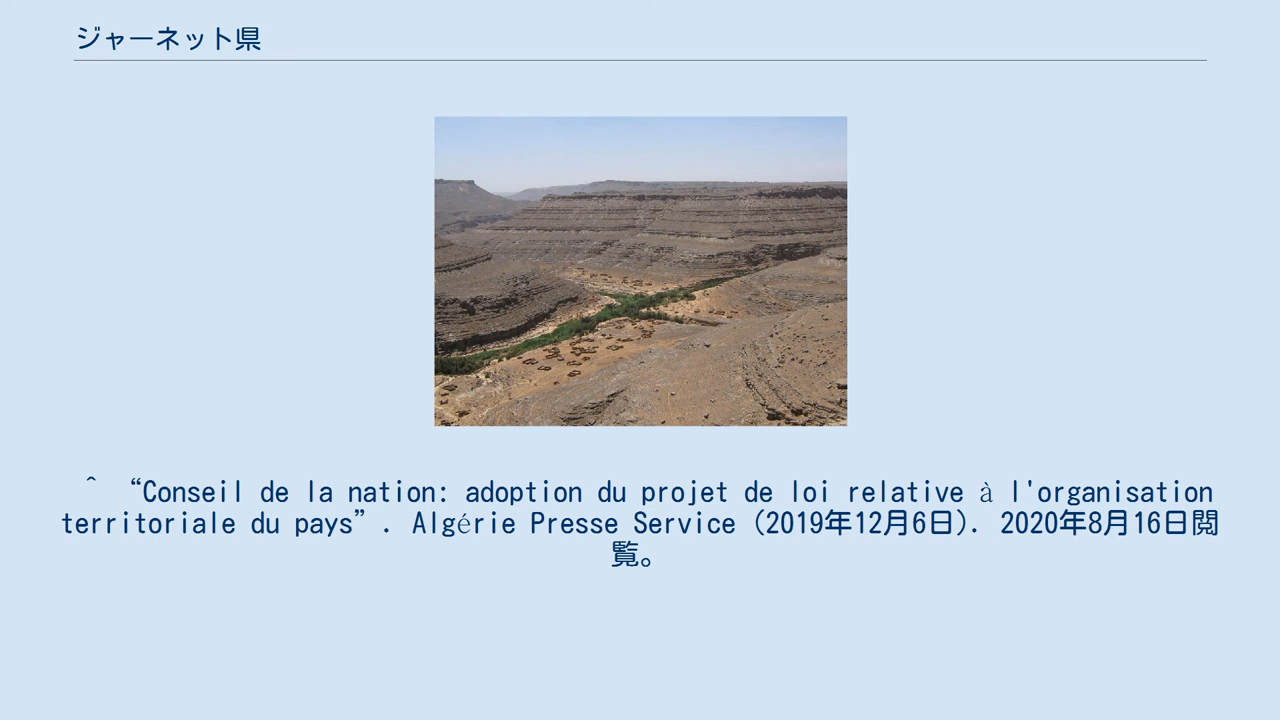 ジャーネット県
^ “Conseil de la nation: adoption du projet de loi relative à l'organisation
territoriale du pays”. Algérie Presse Service (2019年12月6日). 2020年8月16日閲
覧。